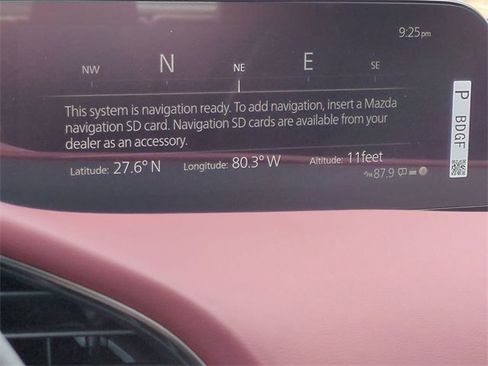 9:25pm
NW N NE E SE
This system is navigation ready. To add navigation, insert a Mazda
navigation SD card. Navigation SD cards are available from your
dealer as an accessory.
Latitude: 27.6° N Longitude: 80.3° W Altitude: 11feet
87.9
P BDGF